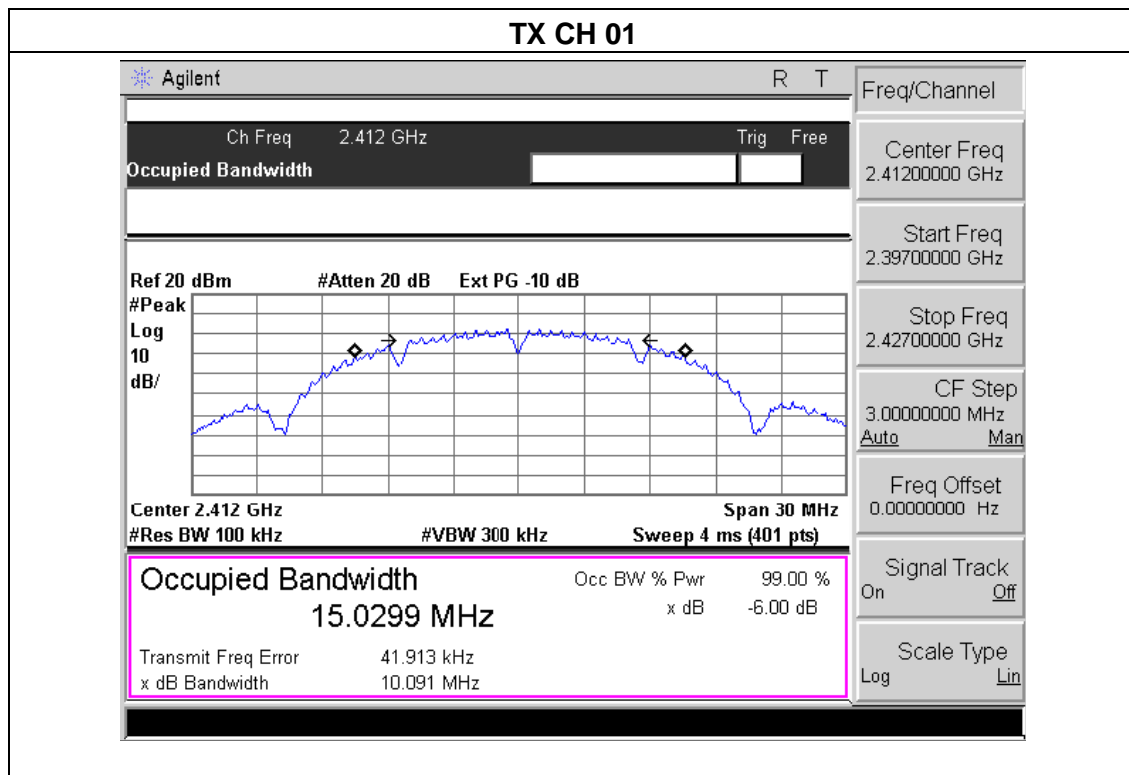 TX CH 01
Agilent R T
Ch Freq 2.412 GHz Trig Free
Occupied Bandwidth
Ref 20 dBm #Atten 20 dB Ext PG -10 dB
#Peak
Log
10
dB/
Center 2.412 GHz Span 30 MHz
#Res BW 100 kHz #VBW 300 kHz Sweep 4 ms (401 pts)
Occupied Bandwidth Occ BW % Pwr 99.00 %
15.0299 MHz x dB -6.00 dB
Transmit Freq Error 41.913 kHz
x dB Bandwidth 10.091 MHz
Freq/Channel
Center Freq
2.41200000 GHz
Start Freq
2.39700000 GHz
Stop Freq
2.42700000 GHz
CF Step
3.00000000 MHz
Auto Man
Freq Offset
0.00000000 Hz
Signal Track
On Off
Scale Type
Log Lin